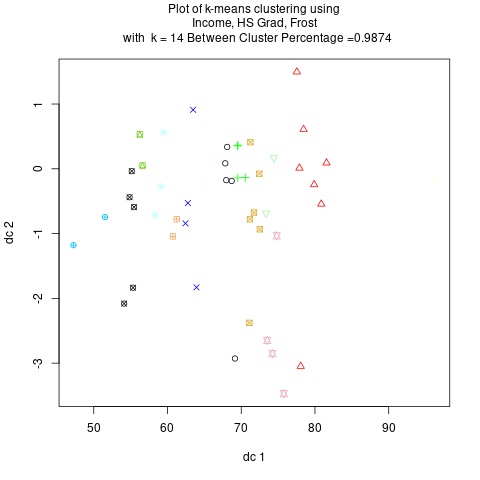 Plot of k-means clustering using
Income, HS Grad, Frost
with k = 14 Between Cluster Percentage =0.9874
1
0
-1
-2
-3
dc 2
50 60 70 80 90
dc 1